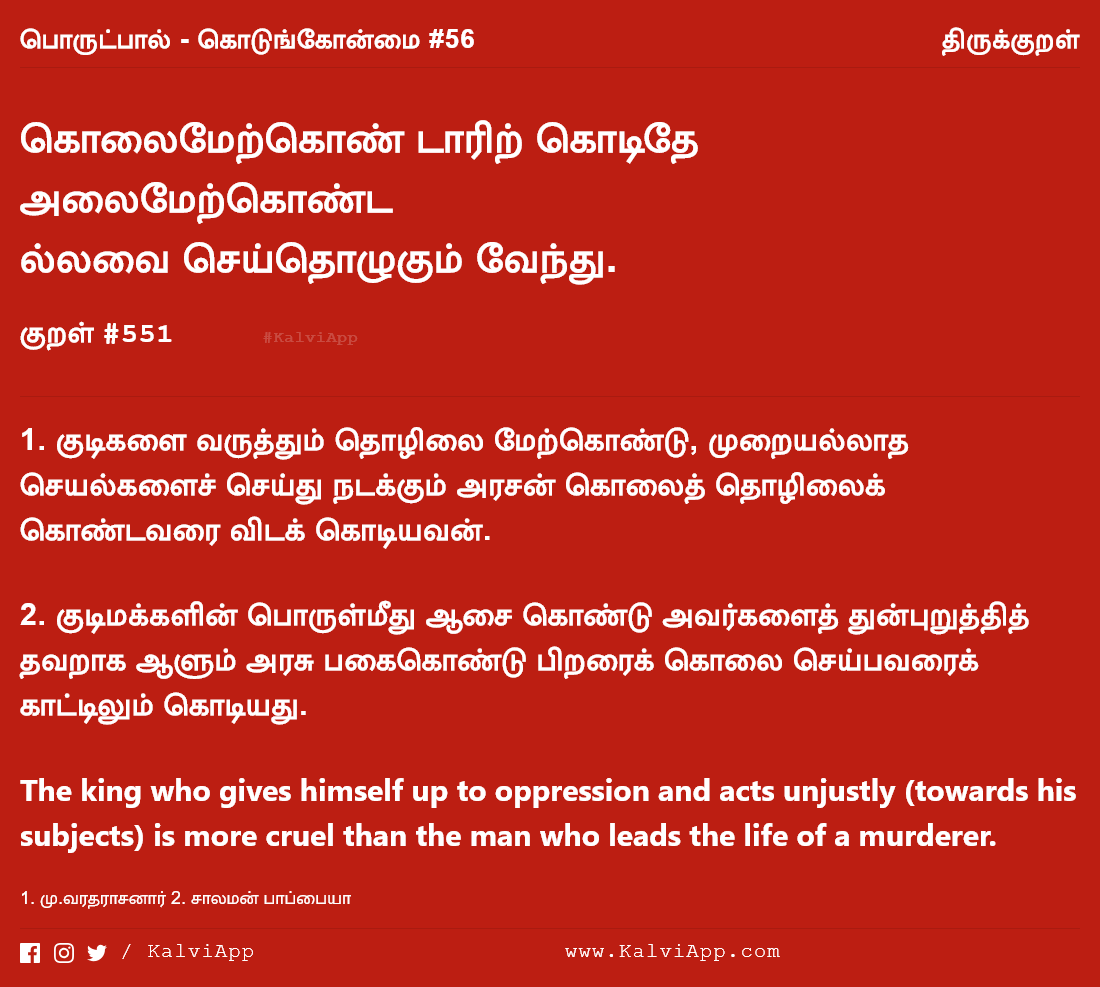 பொருட்பால் - கொடுங்கோன்மை #56 திருக்குறள்
கொலைமேற்கொண் டாரிற் கொடிதே
அலைமேற்கொண்ட
ல்லவை செய்தொழுகும் வேந்து.
குறள் #551 #KalviApp
1. குடிகளை வருத்தும் தொழிலை மேற்கொண்டு, முறையல்லாத
செயல்களைச் செய்து நடக்கும் அரசன் கொலைத் தொழிலைக்
கொண்டவரை விடக் கொடியவன்.
2. குடிமக்களின் பொருள்மீது ஆசை கொண்டு அவர்களைத் துன்புறுத்தித்
தவறாக ஆளும் அரசு பகைகொண்டு பிறரைக் கொலை செய்பவரைக்
காட்டிலும் கொடியது.
The king who gives himself up to oppression and acts unjustly (towards his
subjects) is more cruel than the man who leads the life of a murderer.
1. மு.வரதராசனார் 2. சாலமன் பாப்பையா
/ KalviApp www.KalviApp.com